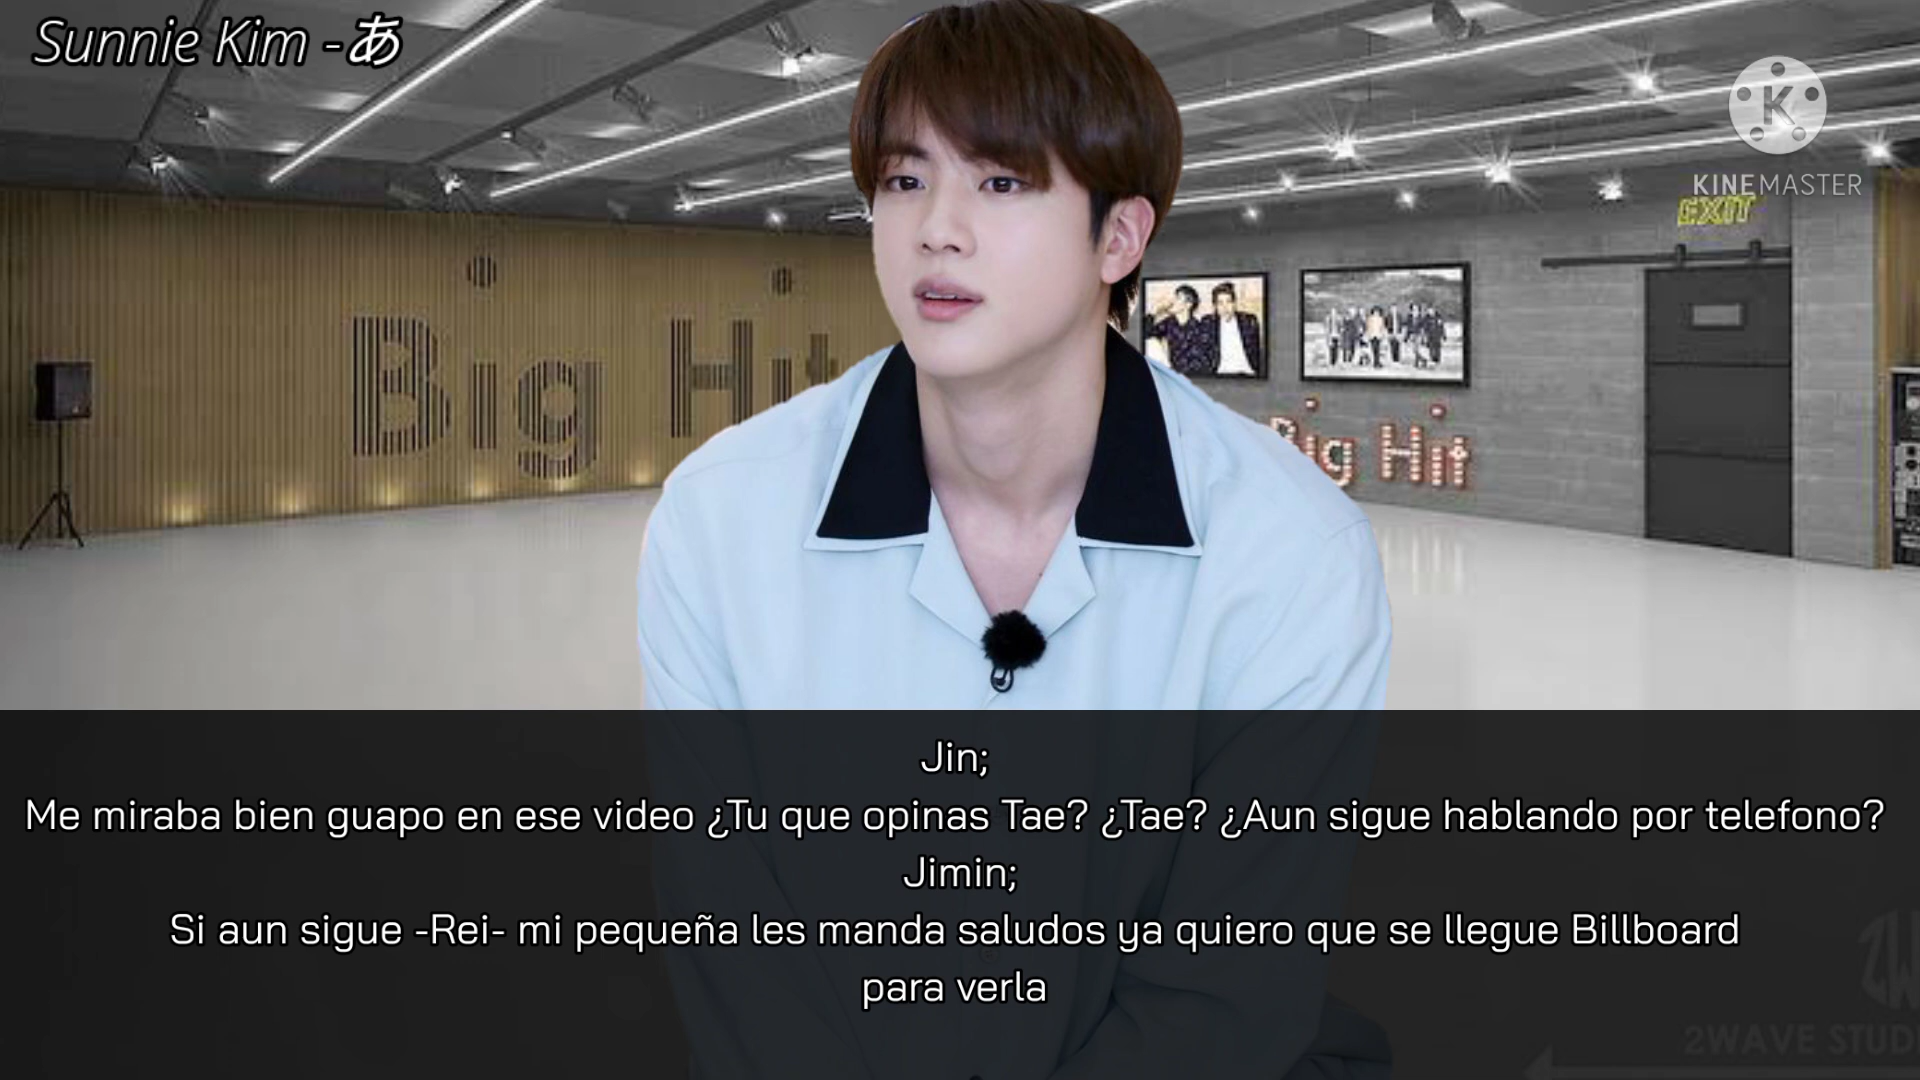 Sunnie Kim -あ
KINEMASTER
EXIT
Big Hit
Big Hit
Jin;
Me miraba bien guapo en ese video ¿Tu que opinas Tae? ¿Tae? ¿Aun sigue hablando por telefono?
Jimin;
Si aun sigue -Rei- mi pequeña les manda saludos ya quiero que se llegue Billboard
para verla
2WAVE STUD